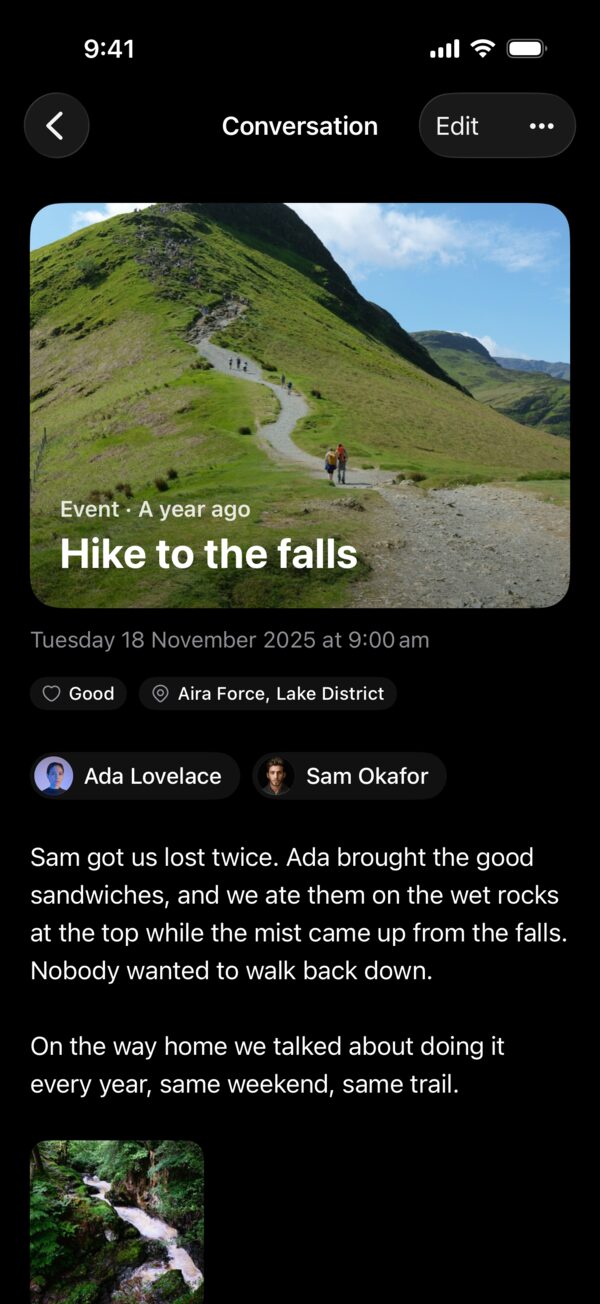 9:41
Conversation
Edit
Event · A year ago
Hike to the falls
Tuesday 18 November 2025 at 9:00 am
Good
Aira Force, Lake District
Ada Lovelace
Sam Okafor
Sam got us lost twice. Ada brought the good
sandwiches, and we ate them on the wet rocks
at the top while the mist came up from the falls.
Nobody wanted to walk back down.
On the way home we talked about doing it
every year, same weekend, same trail.